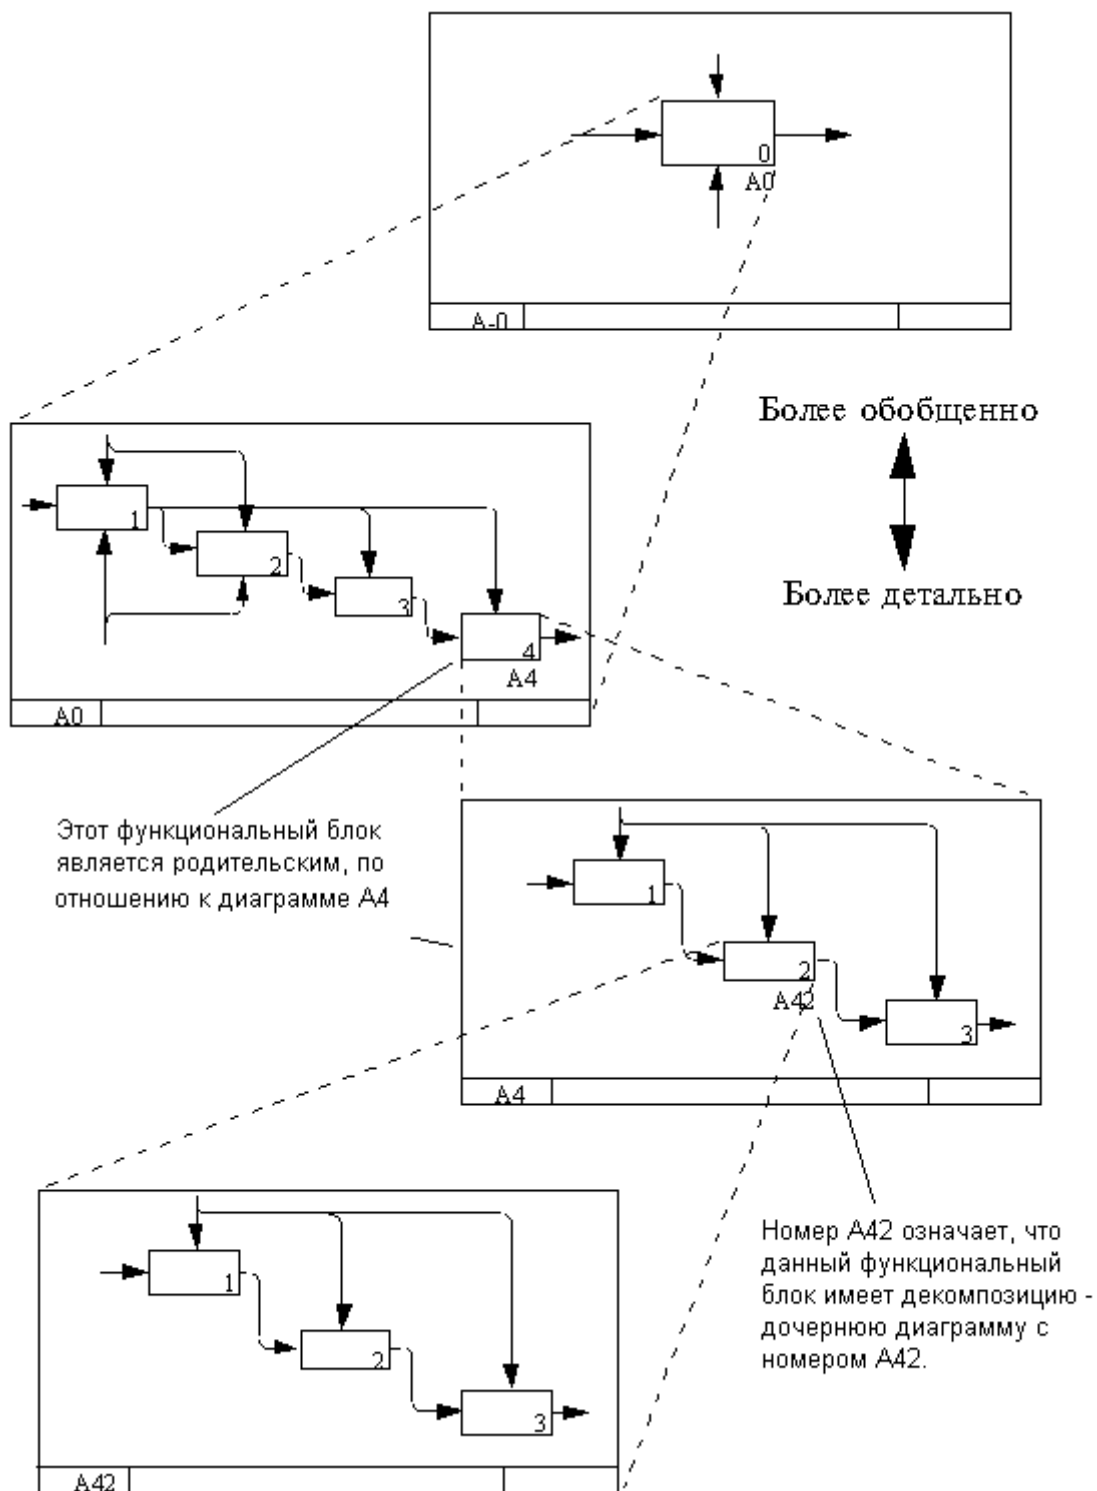 0
A0
A-0
Более обобщенно
Более детально
1
2
3
4
A4
A0
Этот функциональный блок
является родительским, по
отношению к диаграмме А4
1
2
A42
3
A4
1
2
3
A42
Номер А42 означает, что
данный функциональный
блок имеет декомпозицию -
дочернюю диаграмму с
номером А42.